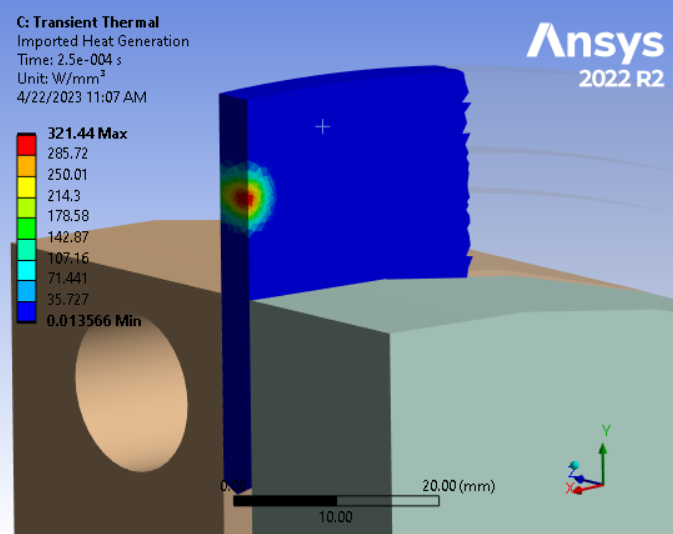 C: Transient Thermal
Imported Heat Generation
Time: 2.5e-004 s
Unit: W/mm³
4/22/2023 11:07 AM
321.44 Max
285.72
250.01
214.3
178.58
142.87
107.16
71.441
35.727
0.013566 Min
Ansys
2022 R2
0.00
20.00 (mm)
10.00
Y
Z
X